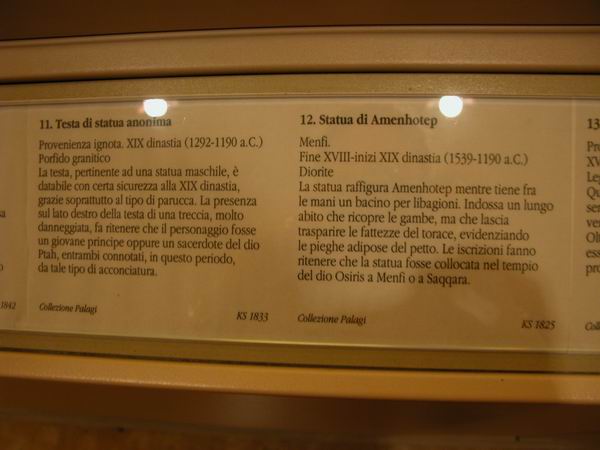 11. Testa di statua anonima
Provenienza ignota. XIX dinastia (1292-1190 a.C.)
Porfido granitico
La testa, pertinente ad una statua maschile, è
databile con certa sicurezza alla XIX dinastia,
grazie soprattutto al tipo di parucca. La presenza
sul lato destro della testa di una treccia, molto
danneggiata, fa ritenere che il personaggio fosse
un giovane principe oppure un sacerdote del dio
Ptah, entrambi connotati, in questo periodo,
da tale tipo di acconciatura.
Collezione Palagi
KS 1833
12. Statua di Amenhotep
Menfi.
Fine XVIII-inizi XIX dinastia (1539-1190 a.C.)
Diorite
La statua raffigura Amenhotep mentre tiene fra
le mani un bacino per libagioni. Indossa un lungo
abito che ricopre le gambe, ma che lascia
trasparire le fattezze del torace, evidenziando
le pieghe adipose del petto. Le iscrizioni fanno
ritenere che la statua fosse collocata nel tempio
del dio Osiris a Menfi o a Saqqara.
Collezione Palagi
KS 1825
1842
13